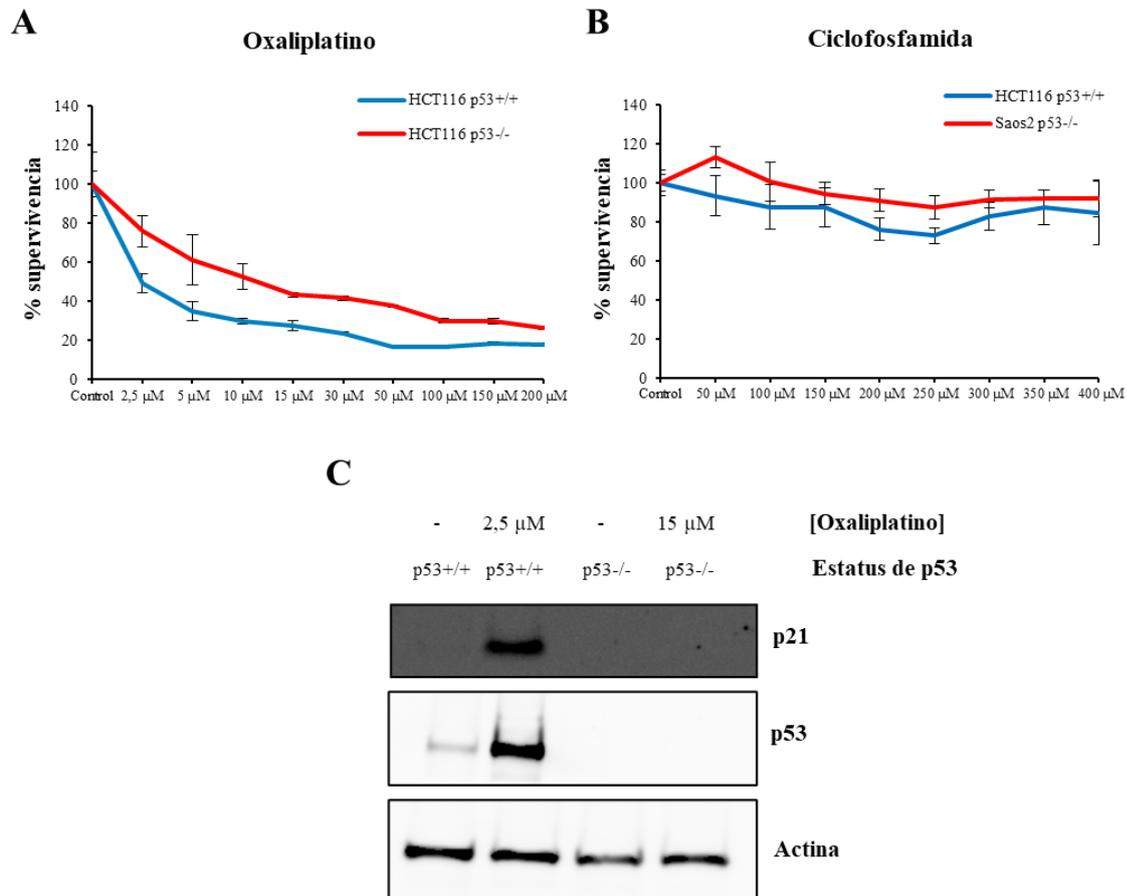 A
Oxaliplatino
HCT116 p53+/+
HCT116 p53-/-
% supervivencia
140
120
100
80
60
40
20
0
Control 2,5 µM 5 µM 10 µM 15 µM 30 µM 50 µM 100 µM 150 µM 200 µM
B
Ciclofosfamida
HCT116 p53+/+
Saos2 p53-/-
% supervivencia
140
120
100
80
60
40
20
0
Control 50 µM 100 µM 150 µM 200 µM 250 µM 300 µM 350 µM 400 µM
C
- 2,5 µM - 15 µM [Oxaliplatino]
p53+/+ p53+/+ p53-/- p53-/- Estatus de p53
p21
p53
Actina